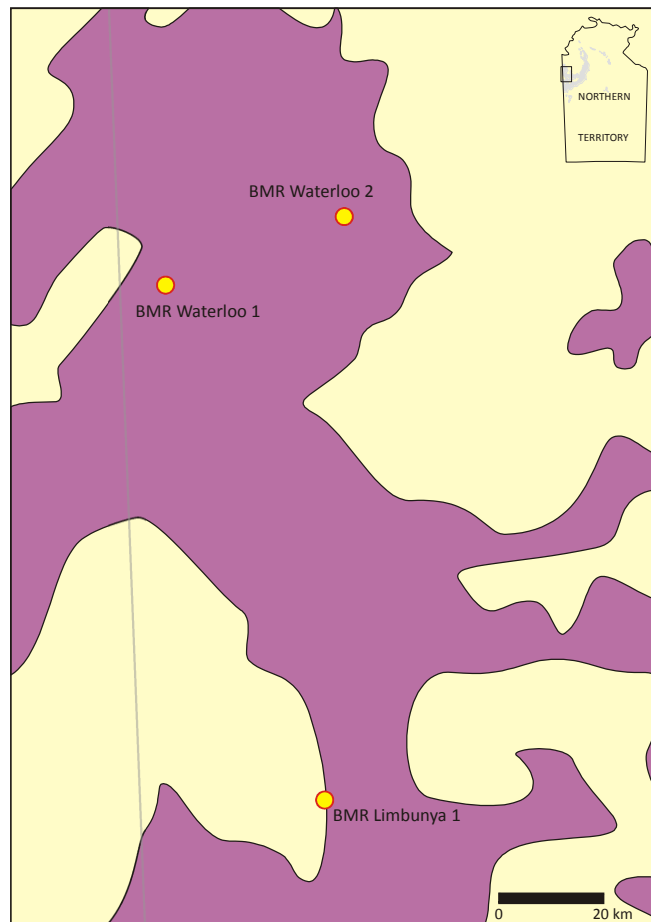 NORTHERN
TERRITORY
BMR Waterloo 2
BMR Waterloo 1
BMR Limbunya 1
0
20 km